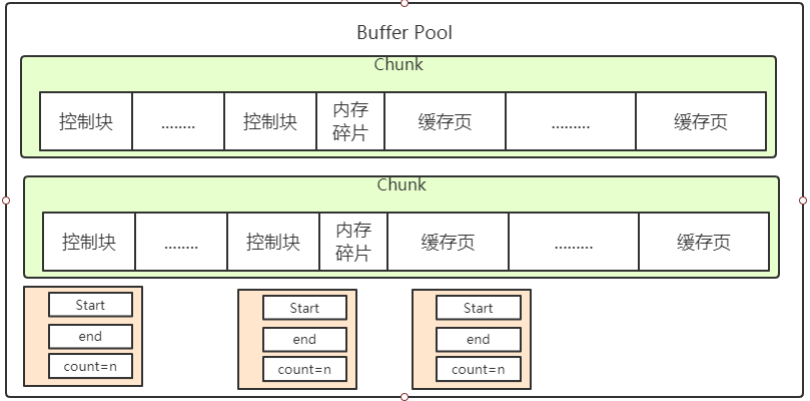 Buffer Pool
Chunk
控制块 ........ 控制块 内存 缓存页 ......... 缓存页
碎片
Chunk
控制块 ........ 控制块 内存 缓存页 ......... 缓存页
碎片
Start Start Start
end end end
count=n count=n count=n